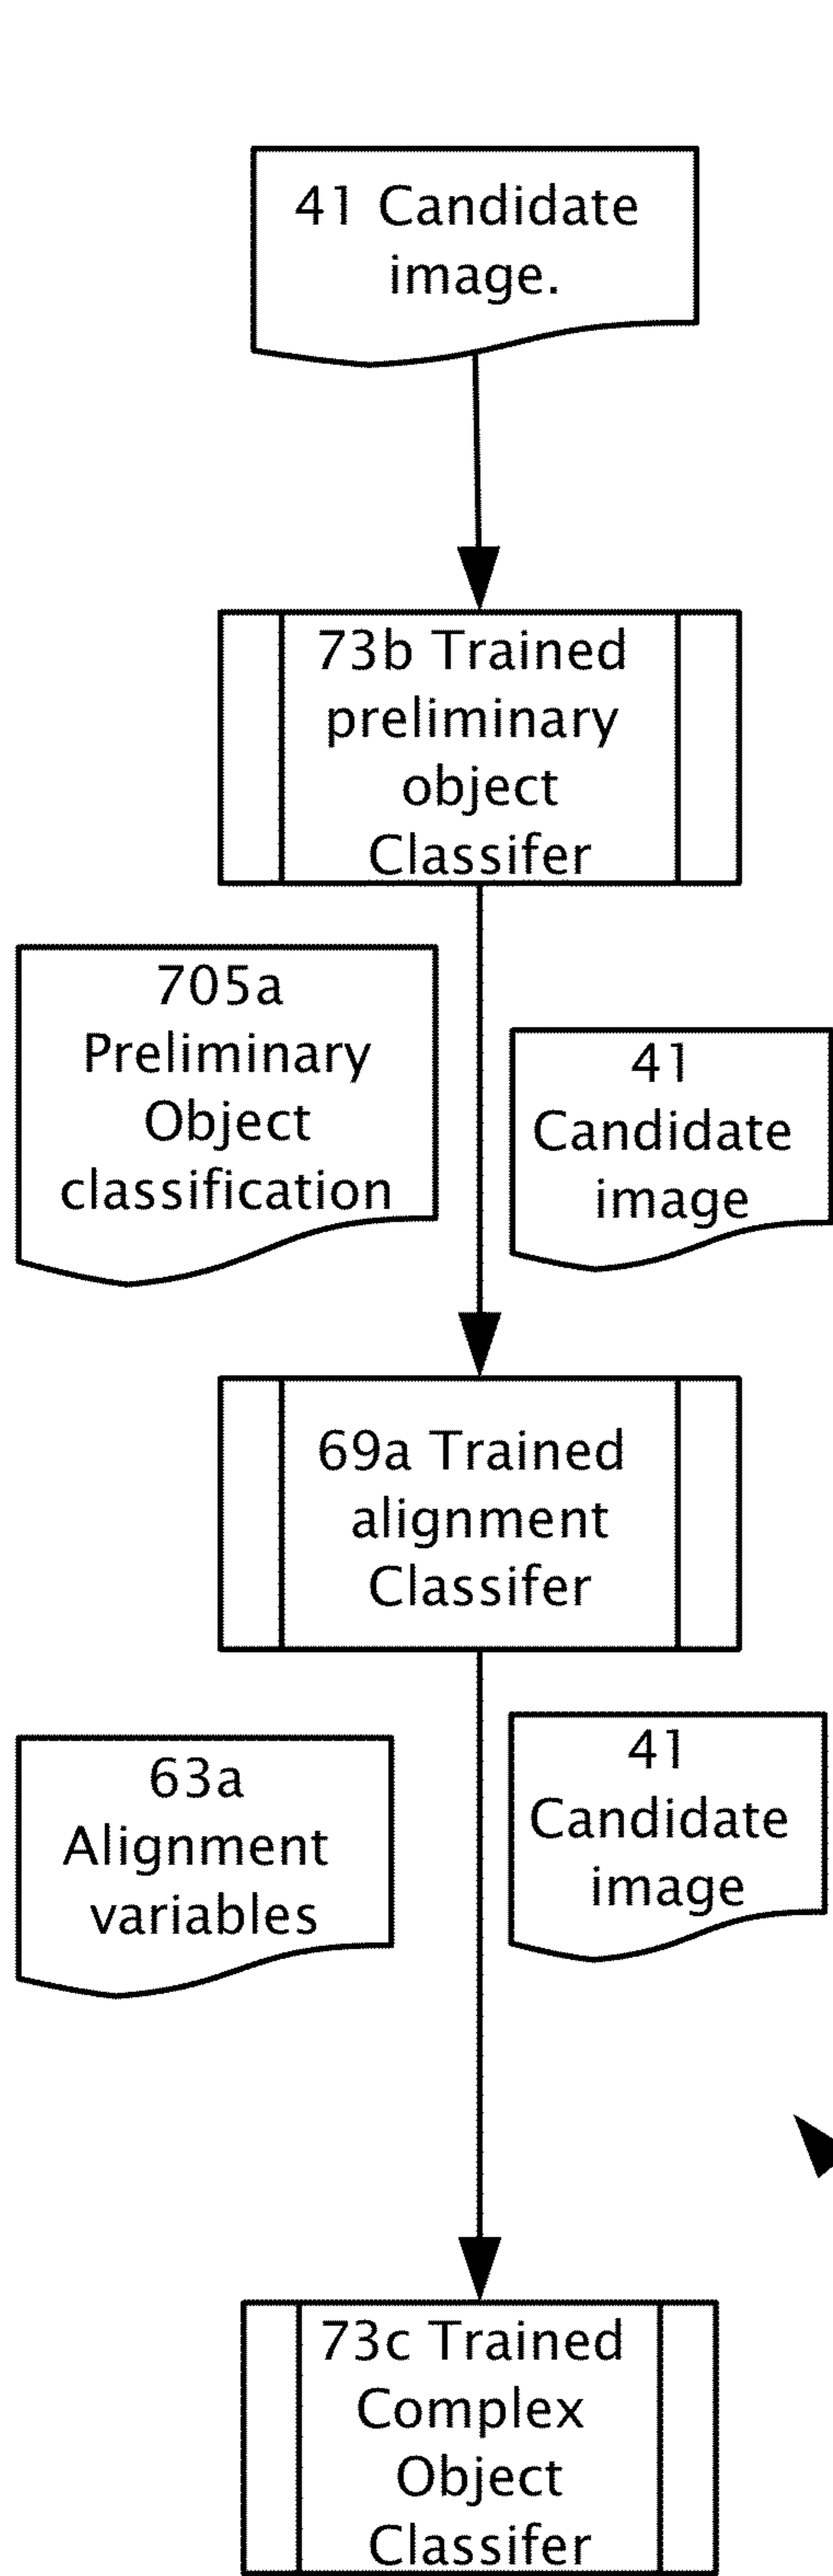 41 Candidate
image.
73b Trained
preliminary
object
Classifer
705a
Preliminary
Object
classification
41
Candidate
image
69a Trained
alignment
Classifer
63a
Alignment
variables
41
Candidate
image
73c Trained
Complex
Object
Classifer